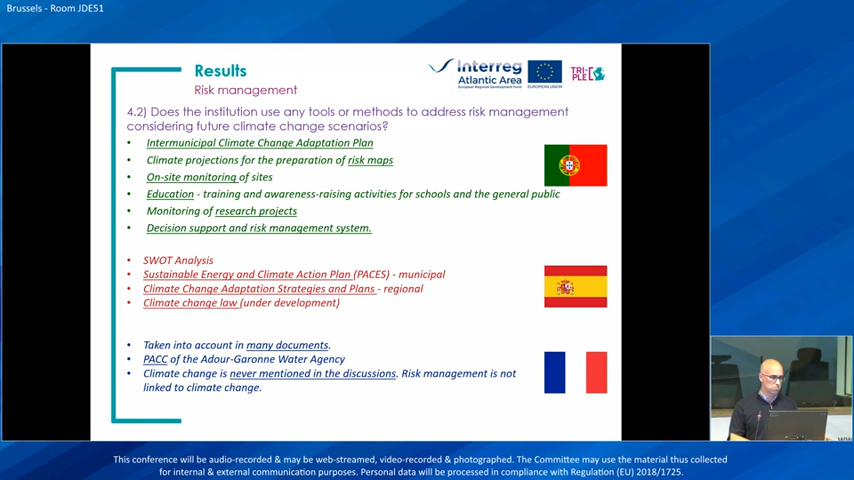 Brussels - Room JDE51
Results
Risk management
Interreg
Atlantic Area
European Regional Development Fund
EUROPEAN UNION
TRI-
PLE
4.2) Does the institution use any tools or methods to address risk management
considering future climate change scenarios?
• Intermunicipal Climate Change Adaptation Plan
• Climate projections for the preparation of risk maps
• On-site monitoring of sites
• Education - training and awareness-raising activities for schools and the general public
• Monitoring of research projects
• Decision support and risk management system.
• SWOT Analysis
• Sustainable Energy and Climate Action Plan (PACES) - municipal
• Climate Change Adaptation Strategies and Plans - regional
• Climate change law (under development)
• Taken into account in many documents.
• PACC of the Adour-Garonne Water Agency
• Climate change is never mentioned in the discussions. Risk management is not
linked to climate change.
This conference will be audio-recorded & may be web-streamed, video-recorded & photographed. The Committee may use the material thus collected
for internal & external communication purposes. Personal data will be processed in compliance with Regulation (EU) 2018/1725.